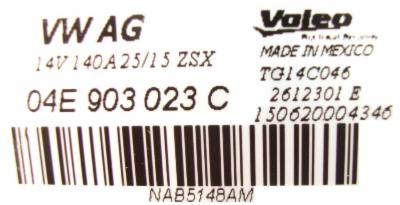 VW AG
14V 140A 25/15 ZSX
04E 903 023 C
Valeo
MADE IN MEXICO
TG14C046
2612301 E
150620004346
NAB5148AM